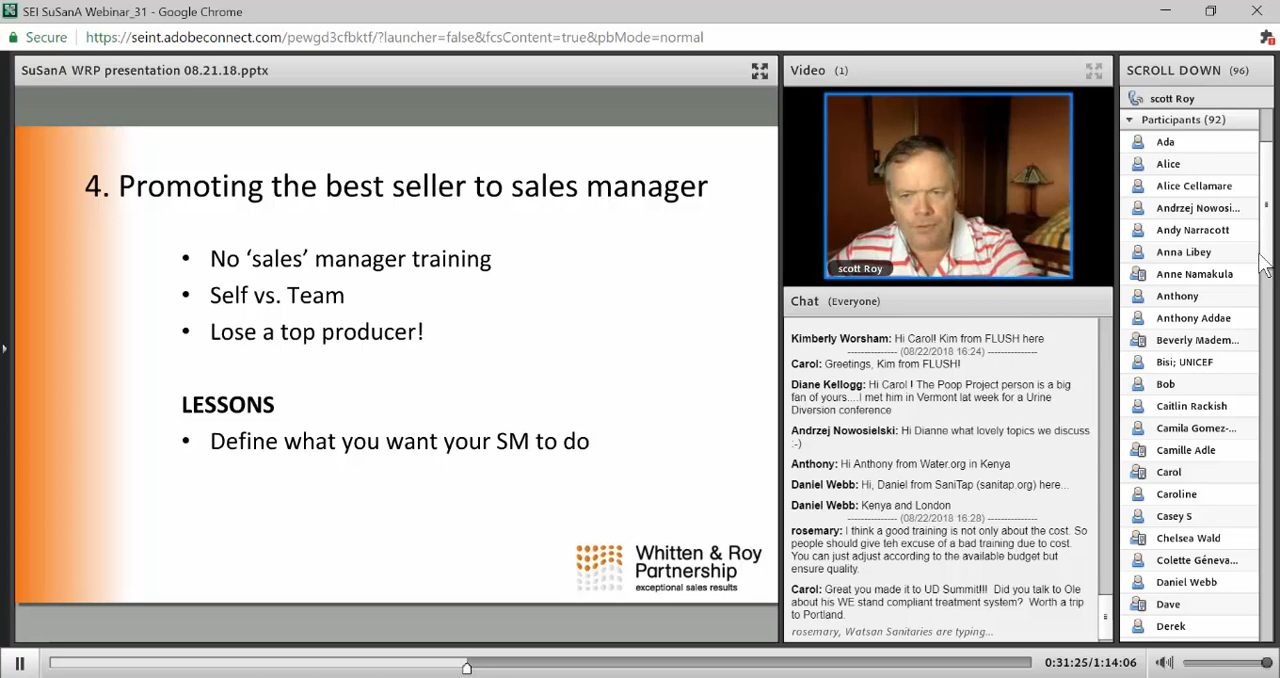 SEI SuSanA Webinar_31 - Google Chrome
Secure
https://seint.adobeconnect.com/pewgd3cfbktf/?launcher=false&fcsContent=true&pbMode=normal
SuSanA WRP presentation 08.21.18.pptx
4. Promoting the best seller to sales manager
• No ‘sales’ manager training
• Self vs. Team
• Lose a top producer!
LESSONS
• Define what you want your SM to do
Whitten & Roy
Partnership
exceptional sales results
Video (1)
scott Roy
Chat (Everyone)
Kimberly Worsham: Hi Carol! Kim from FLUSH here
--------------- (08/22/2018 16:24) ---------------
Carol: Greetings, Kim from FLUSH!
Diane Kellogg: Hi Carol ! The Poop Project person is a big
fan of yours....I met him in Vermont lat week for a Urine
Diversion conference
Andrzej Nowosielski: Hi Dianne what lovely topics we discuss
:-)
Anthony: Hi Anthony from Water.org in Kenya
Daniel Webb: Hi, Daniel from SaniTap (sanitap.org) here...
Daniel Webb: Kenya and London
--------------- (08/22/2018 16:28) ---------------
rosemary: I think a good training is not only about the cost. So
people should give teh excuse of a bad training due to cost.
You can just adjust according to the available budget but
ensure quality.
Carol: Great you made it to UD Summit!!! Did you talk to Ole
about his WE stand compliant treatment system? Worth a trip
to Portland.
rosemary, Watsan Sanitaries are typing...
SCROLL DOWN (96)
scott Roy
Participants (92)
Ada
Alice
Alice Cellamare
Andrzej Nowosi...
Andy Narracott
Anna Libey
Anne Namakula
Anthony
Anthony Addae
Beverly Madem...
Bisi; UNICEF
Bob
Caitlin Rackish
Camila Gomez-...
Camille Adle
Carol
Caroline
Casey S
Chelsea Wald
Colette Géneva...
Daniel Webb
Dave
Derek
0:31:25/1:14:06